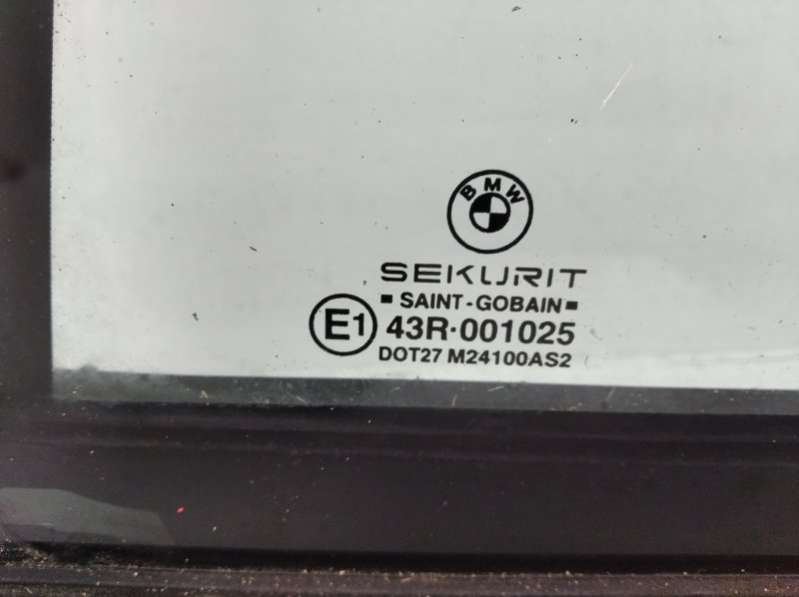 BMW
SEKURIT
SAINT-GOBAIN
E1 43R·001025
DOT27 M24100AS2